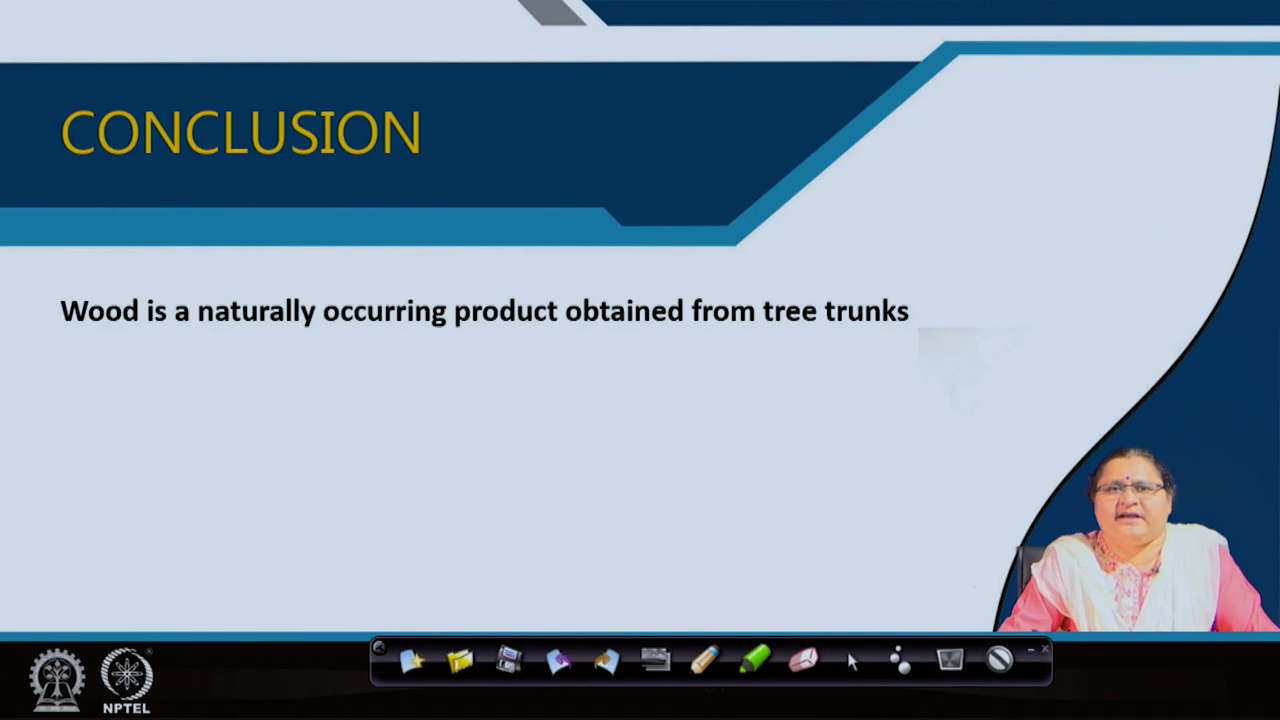 CONCLUSION
Wood is a naturally occurring product obtained from tree trunks
NPTEL